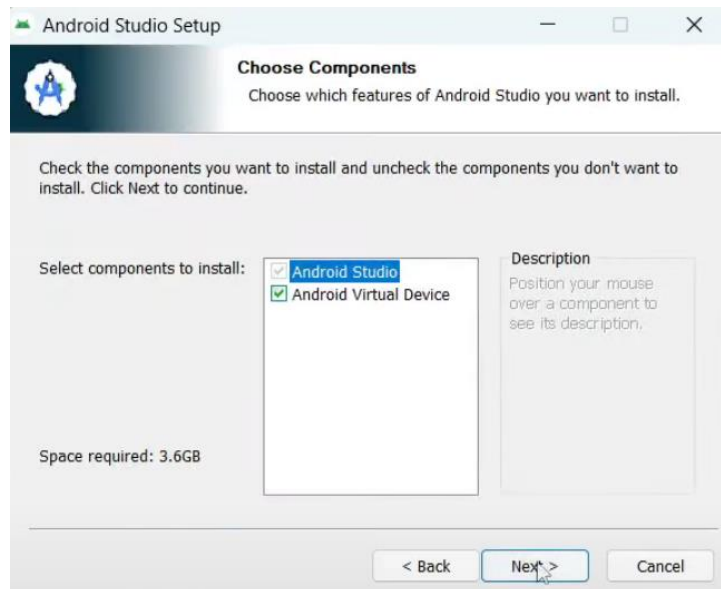 Android Studio Setup
Choose Components
Choose which features of Android Studio you want to install.
Check the components you want to install and uncheck the components you don't want to
install. Click Next to continue.
Select components to install:
Android Studio
Android Virtual Device
Description
Position your mouse
over a component to
see its description.
Space required: 3.6GB
< Back
Next >
Cancel